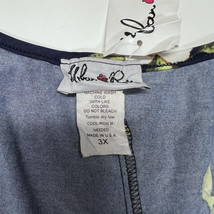 MACHINE WASH
COLD
WITH LIKE
COLORS
DO NOT BLEACH
Tumble dry low
COOL IRON IF
NEEDED
MADE IN U.S.A.
3X